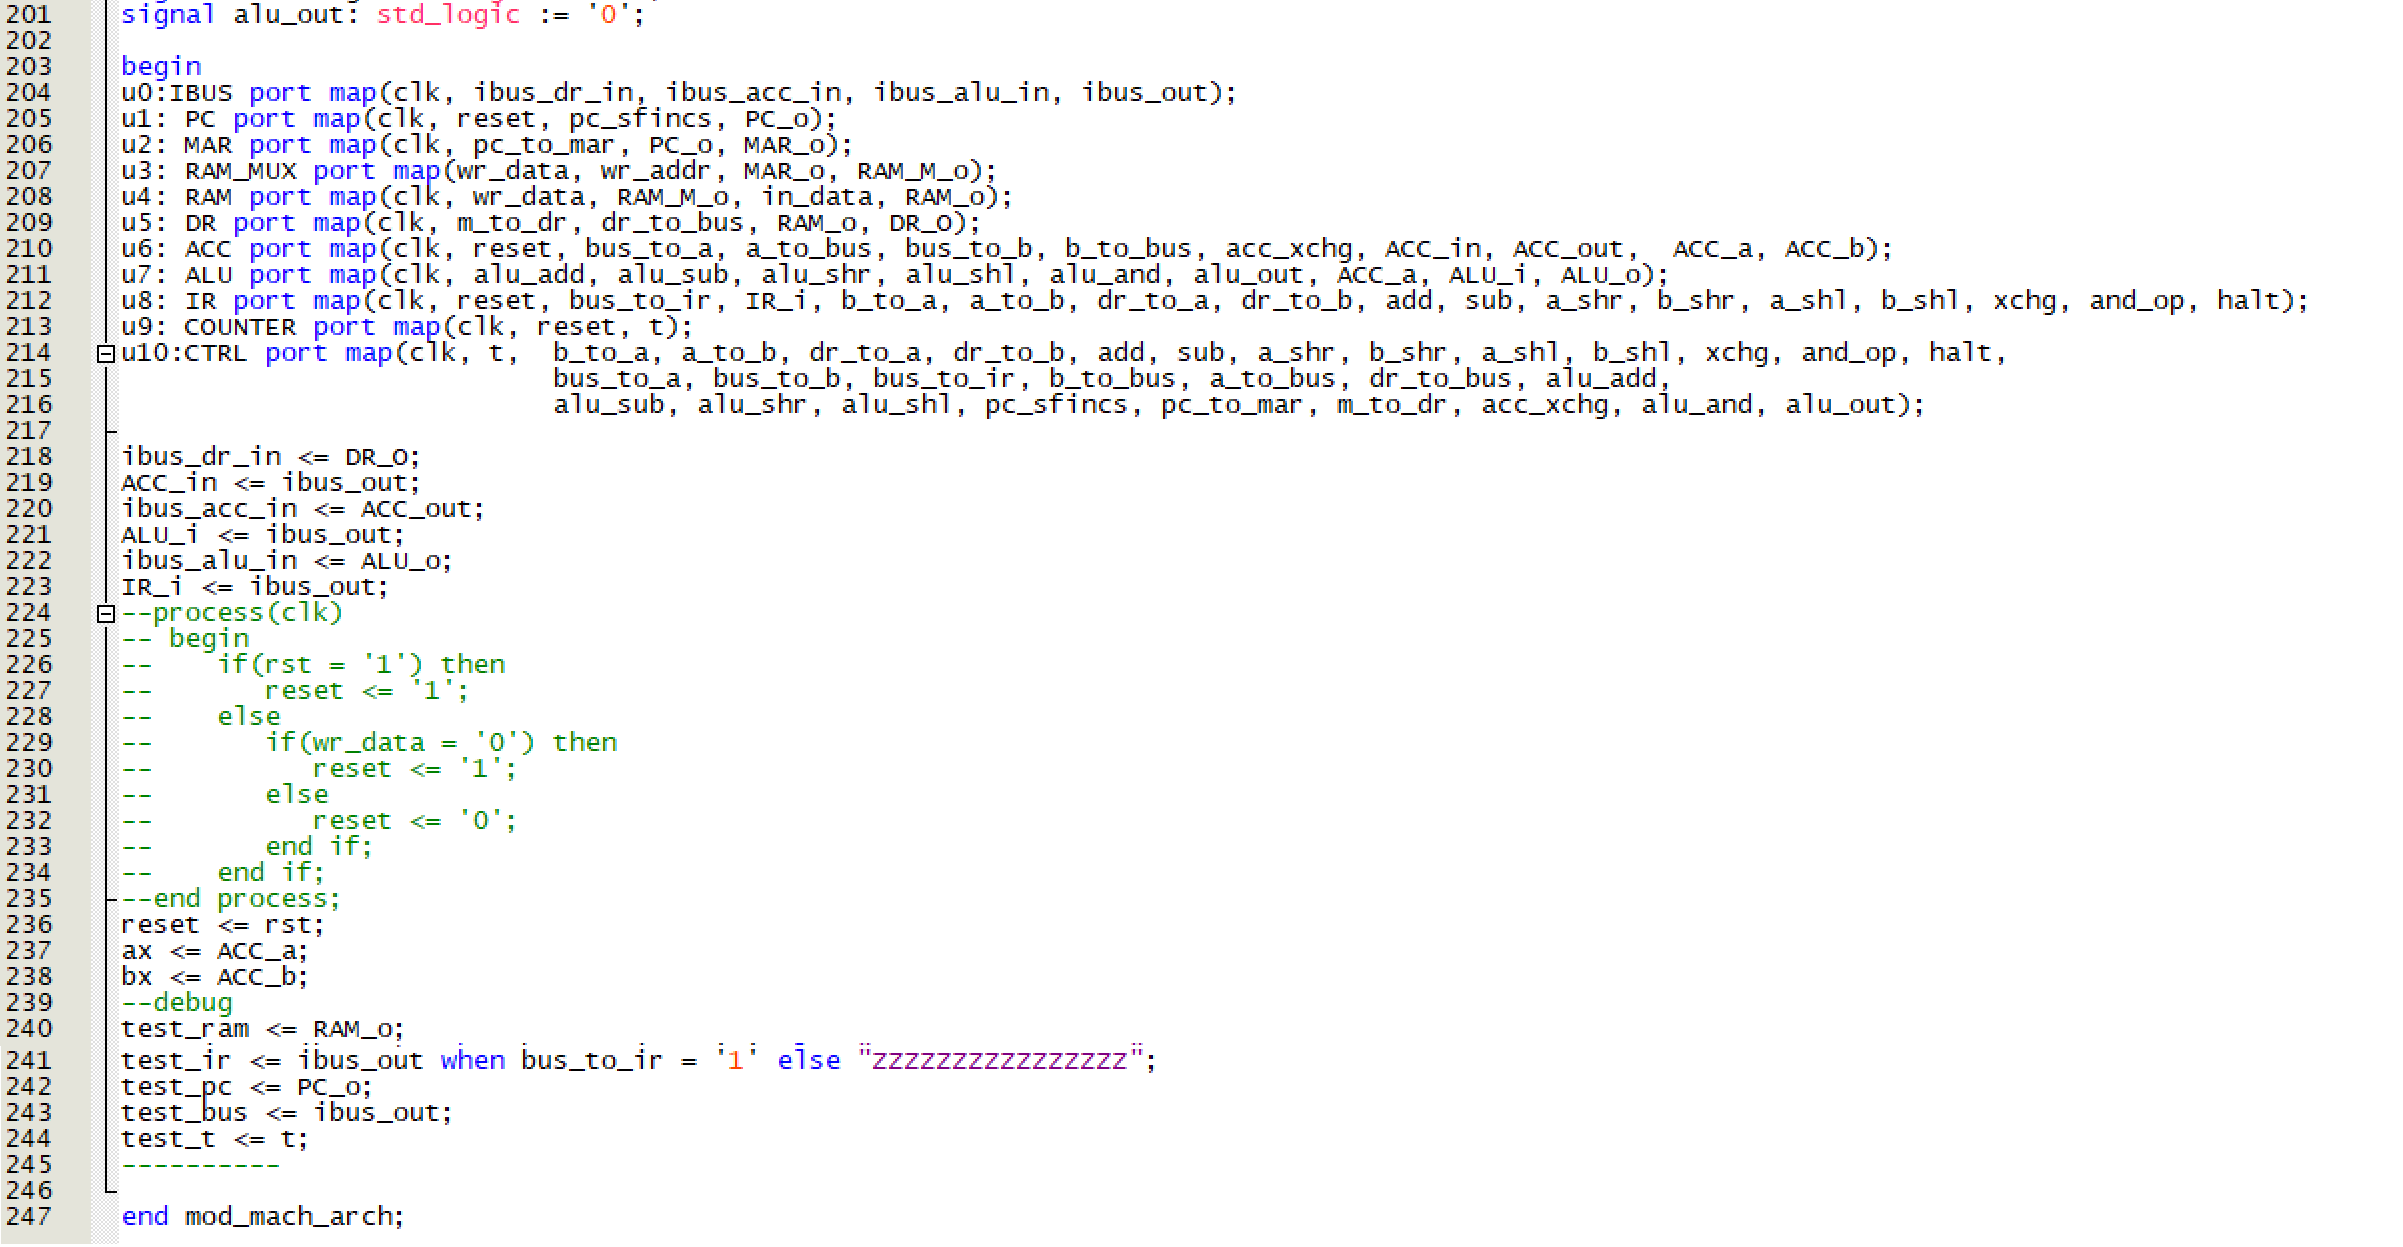 201 signal alu_out: std_logic := '0';
202
203 begin
204 u0:IBUS port map(clk, ibus_dr_in, ibus_acc_in, ibus_alu_in, ibus_out);
205 u1: PC port map(clk, reset, pc_sfincs, PC_o);
206 u2: MAR port map(clk, pc_to_mar, PC_o, MAR_o);
207 u3: RAM_MUX port map(wr_data, wr_addr, MAR_o, RAM_M_o);
208 u4: RAM port map(clk, wr_data, RAM_M_o, in_data, RAM_o);
209 u5: DR port map(clk, m_to_dr, dr_to_bus, RAM_o, DR_O);
210 u6: ACC port map(clk, reset, bus_to_a, a_to_bus, bus_to_b, b_to_bus, acc_xchg, ACC_in, ACC_out,  ACC_a, ACC_b);
211 u7: ALU port map(clk, alu_add, alu_sub, alu_shr, alu_shl, alu_and, alu_out, ACC_a, ALU_i, ALU_o);
212 u8: IR port map(clk, reset, bus_to_ir, IR_i, b_to_a, a_to_b, dr_to_a, dr_to_b, add, sub, a_shr, b_shr, a_shl, b_shl, xchg, and_op, halt);
213 u9: COUNTER port map(clk, reset, t);
214 u10:CTRL port map(clk, t,  b_to_a, a_to_b, dr_to_a, dr_to_b, add, sub, a_shr, b_shr, a_shl, b_shl, xchg, and_op, halt,
215                            bus_to_a, bus_to_b, bus_to_ir, b_to_bus, a_to_bus, dr_to_bus, alu_add,
216                            alu_sub, alu_shr, alu_shl, pc_sfincs, pc_to_mar, m_to_dr, acc_xchg, alu_and, alu_out);
217
218 ibus_dr_in <= DR_O;
219 ACC_in <= ibus_out;
220 ibus_acc_in <= ACC_out;
221 ALU_i <= ibus_out;
222 ibus_alu_in <= ALU_o;
223 IR_i <= ibus_out;
224 --process(clk)
225 -- begin
226 --    if(rst = '1') then
227 --       reset <= '1';
228 --    else
229 --       if(wr_data = '0') then
230 --          reset <= '1';
231 --       else
232 --          reset <= '0';
233 --       end if;
234 --    end if;
235 --end process;
236 reset <= rst;
237 ax <= ACC_a;
238 bx <= ACC_b;
239 --debug
240 test_ram <= RAM_o;
241 test_ir <= ibus_out when bus_to_ir = '1' else "ZZZZZZZZZZZZZZZZ";
242 test_pc <= PC_o;
243 test_bus <= ibus_out;
244 test_t <= t;
245 ----------
246
247 end mod_mach_arch;